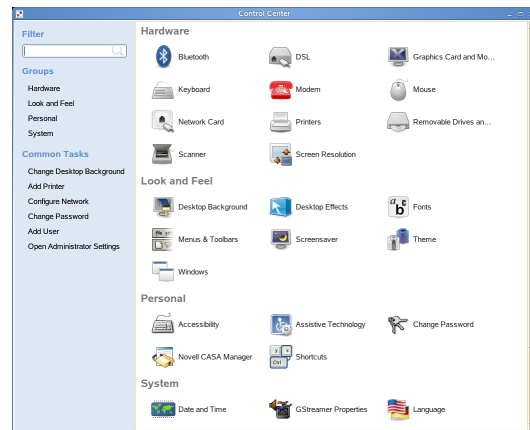 Control Center
Filter
Groups
Hardware
Look and Feel
Personal
System
Common Tasks
Change Desktop Background
Add Printer
Configure Network
Change Password
Add User
Open Administrator Settings
Hardware
Bluetooth
DSL
Graphics Card and Mo...
Keyboard
Modem
Mouse
Network Card
Printers
Removable Drives an...
Scanner
Screen Resolution
Look and Feel
Desktop Background
Desktop Effects
Fonts
Menus & Toolbars
Screensaver
Theme
Windows
Personal
Accessibility
Assistive Technology
Change Password
Novell CASA Manager
Shortcuts
System
Date and Time
GStreamer Properties
Language